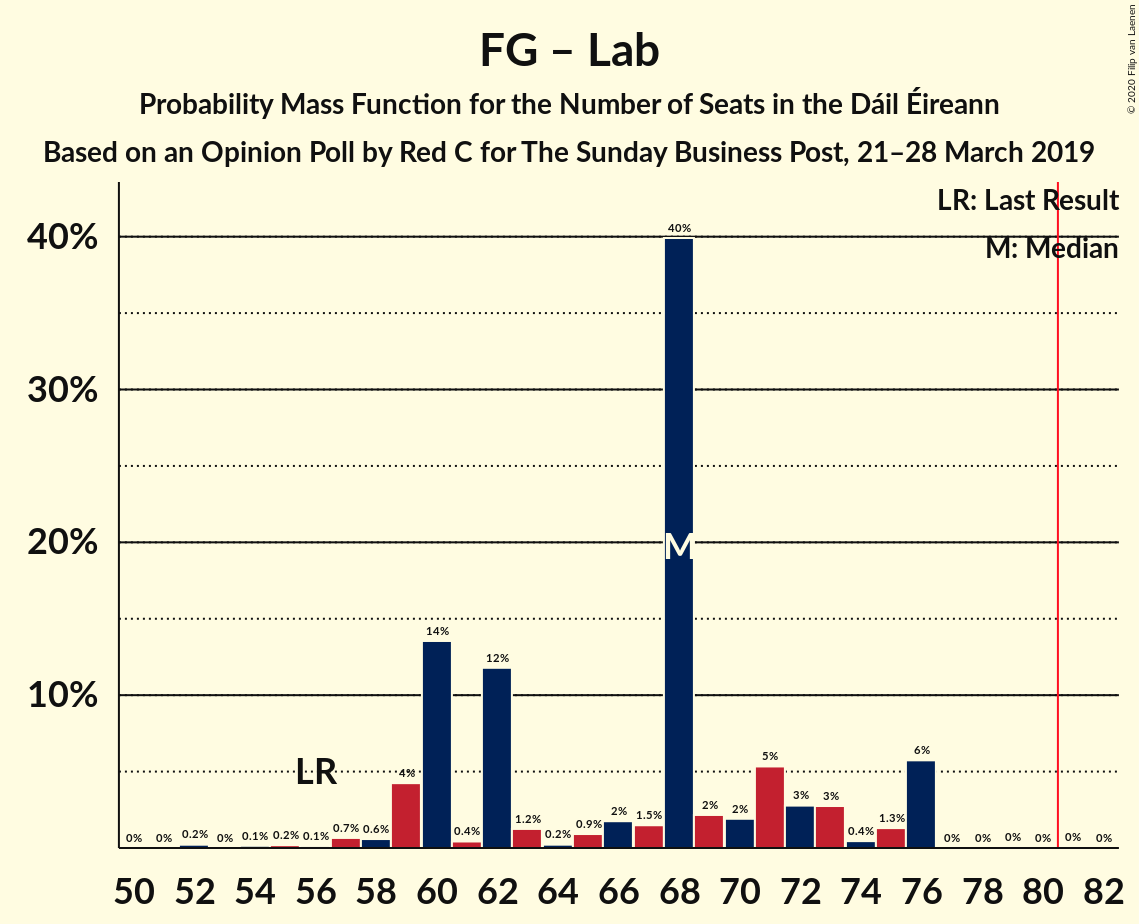 FG – Lab
Probability Mass Function for the Number of Seats in the Dáil Éireann
Based on an Opinion Poll by Red C for The Sunday Business Post, 21–28 March 2019
© 2020 Filip van Laenen
LR: Last Result
M: Median
40%
30%
20%
10%
0% 0% 0.2% 0% 0.1% 0.2% 0.1% 0.7% 0.6% 4% 14% 0.4% 12% 1.2% 0.2% 0.9% 2% 1.5% 40% 2% 2% 5% 3% 3% 0.4% 1.3% 6% 0% 0% 0% 0% 0% 0%
LR
M
50 52 54 56 58 60 62 64 66 68 70 72 74 76 78 80 82